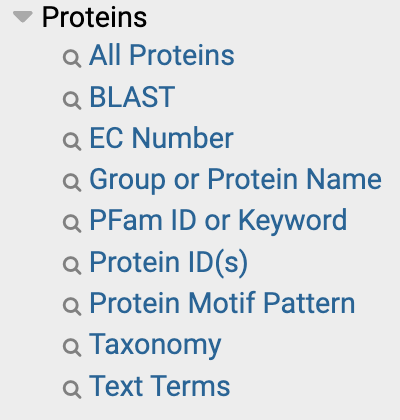 Proteins
All Proteins
BLAST
EC Number
Group or Protein Name
PFam ID or Keyword
Protein ID(s)
Protein Motif Pattern
Taxonomy
Text Terms